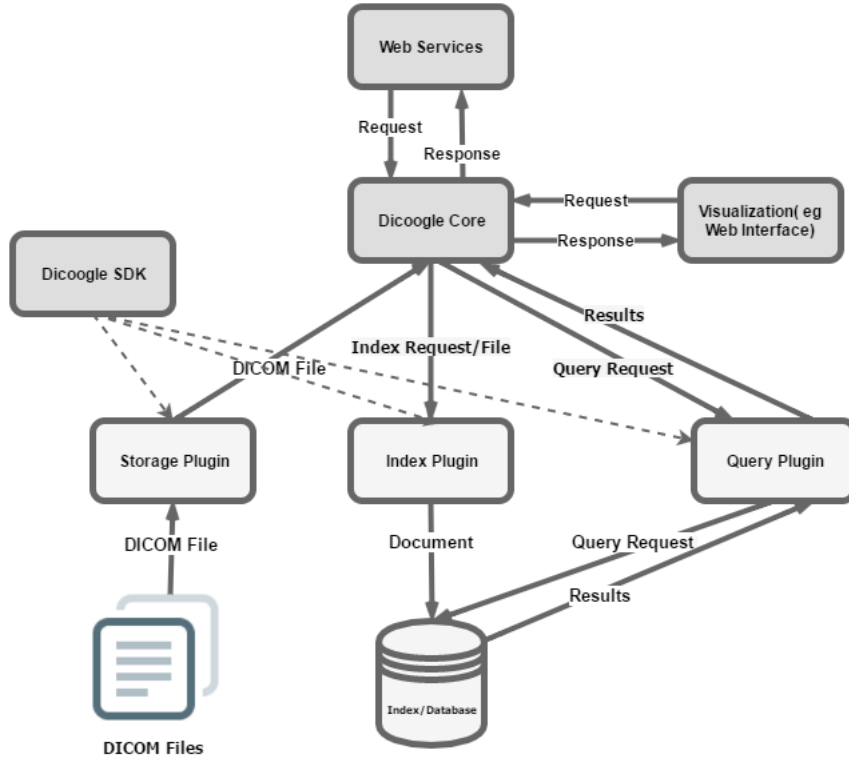 Web Services
Request
Response
Dicoogle Core
Request
Response
Visualization( eg
Web Interface)
Dicoogle SDK
Results
Index Request/File
DICOM File
Query Request
Storage Plugin
Index Plugin
Query Plugin
DICOM File
Document
Query Request
Results
Index/Database
DICOM Files